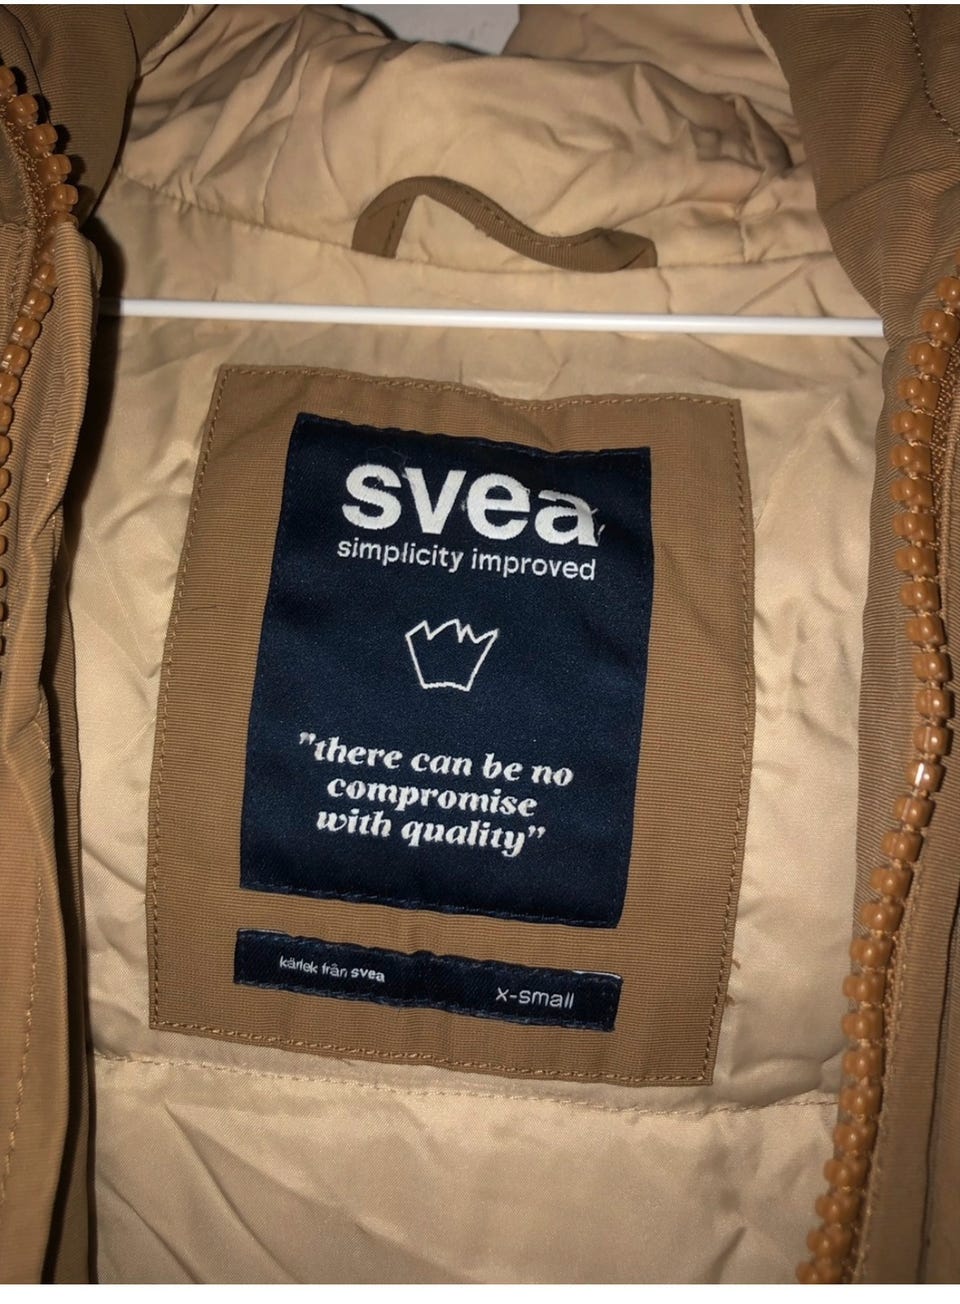 svea
simplicity improved
"there can be no
compromise
with quality"
kärlek från svea
x-small